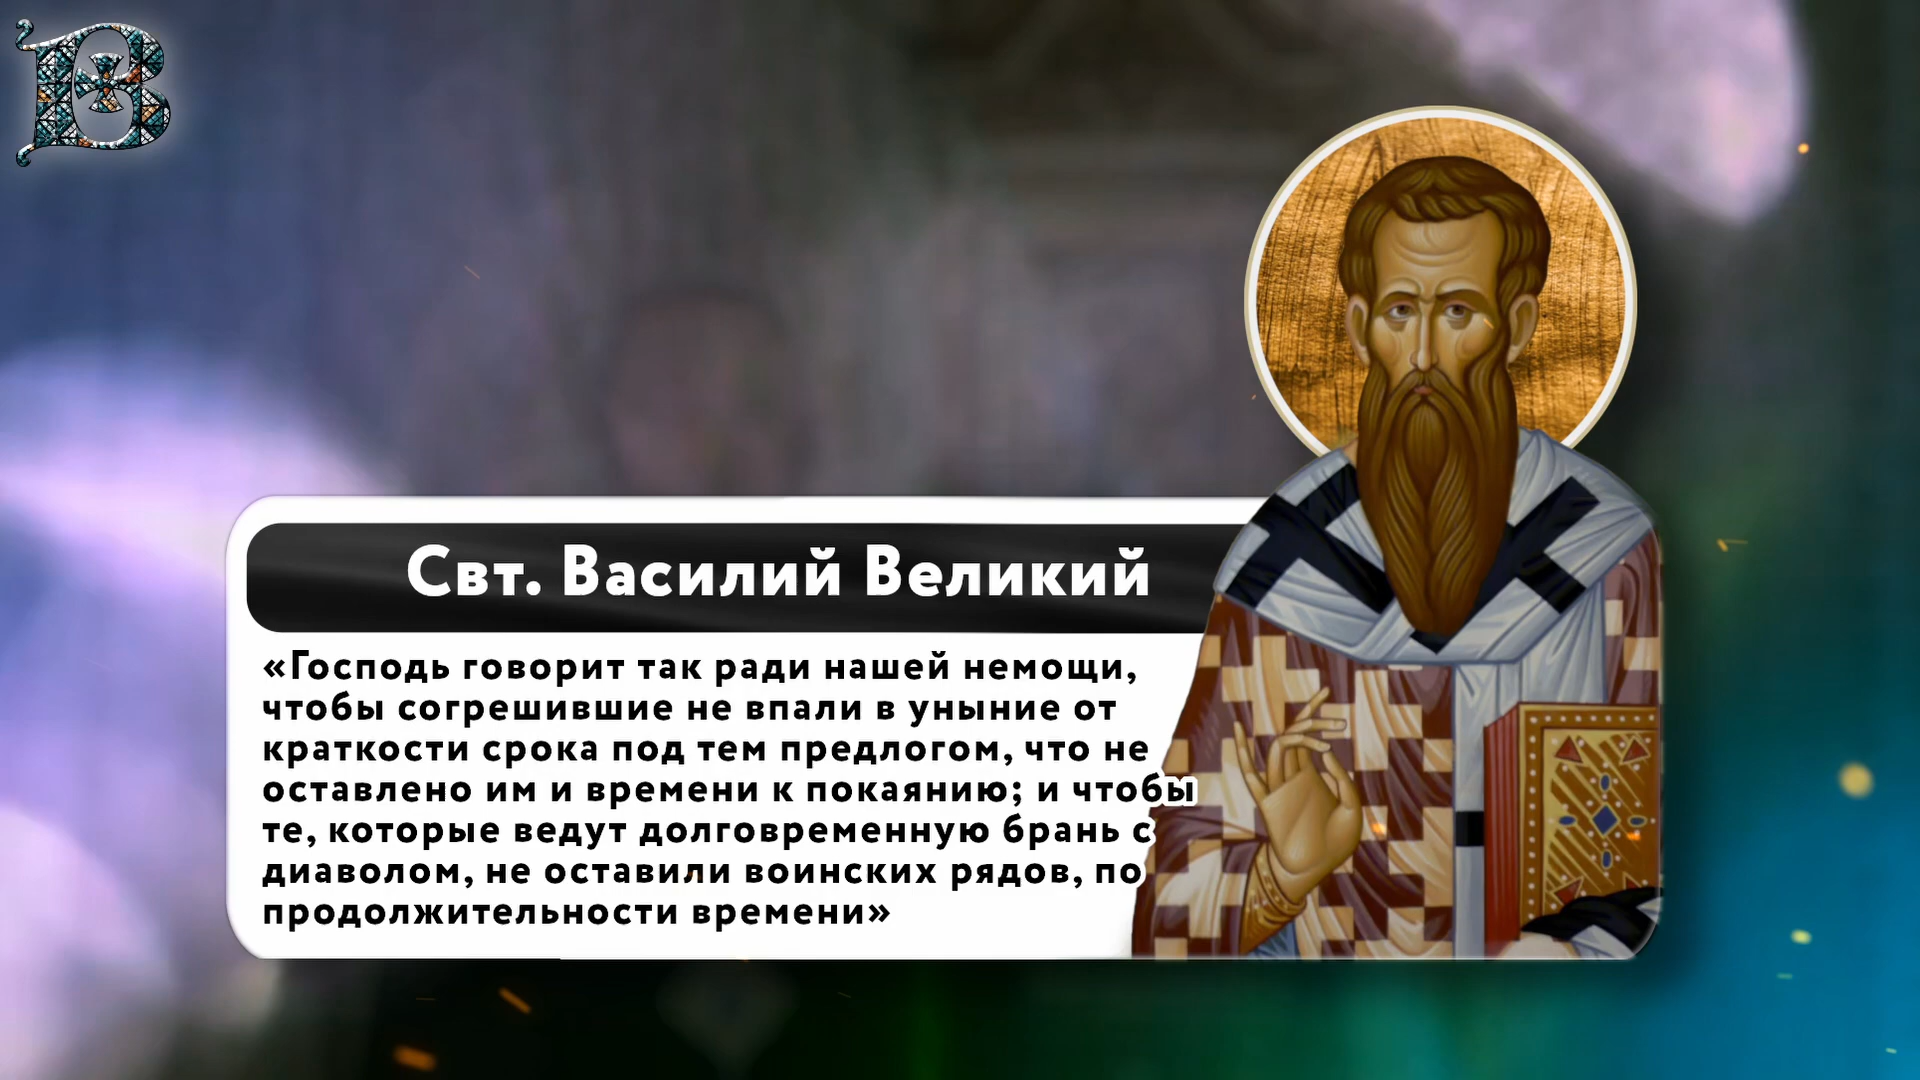 В
Свт. Василий Великий
«Господь говорит так ради нашей немощи,
чтобы согрешившие не впали в уныние от
краткости срока под тем предлогом, что не
оставлено им и времени к покаянию; и чтобы
те, которые ведут долговременную брань с
диаволом, не оставили воинских рядов, по
продолжительности времени»